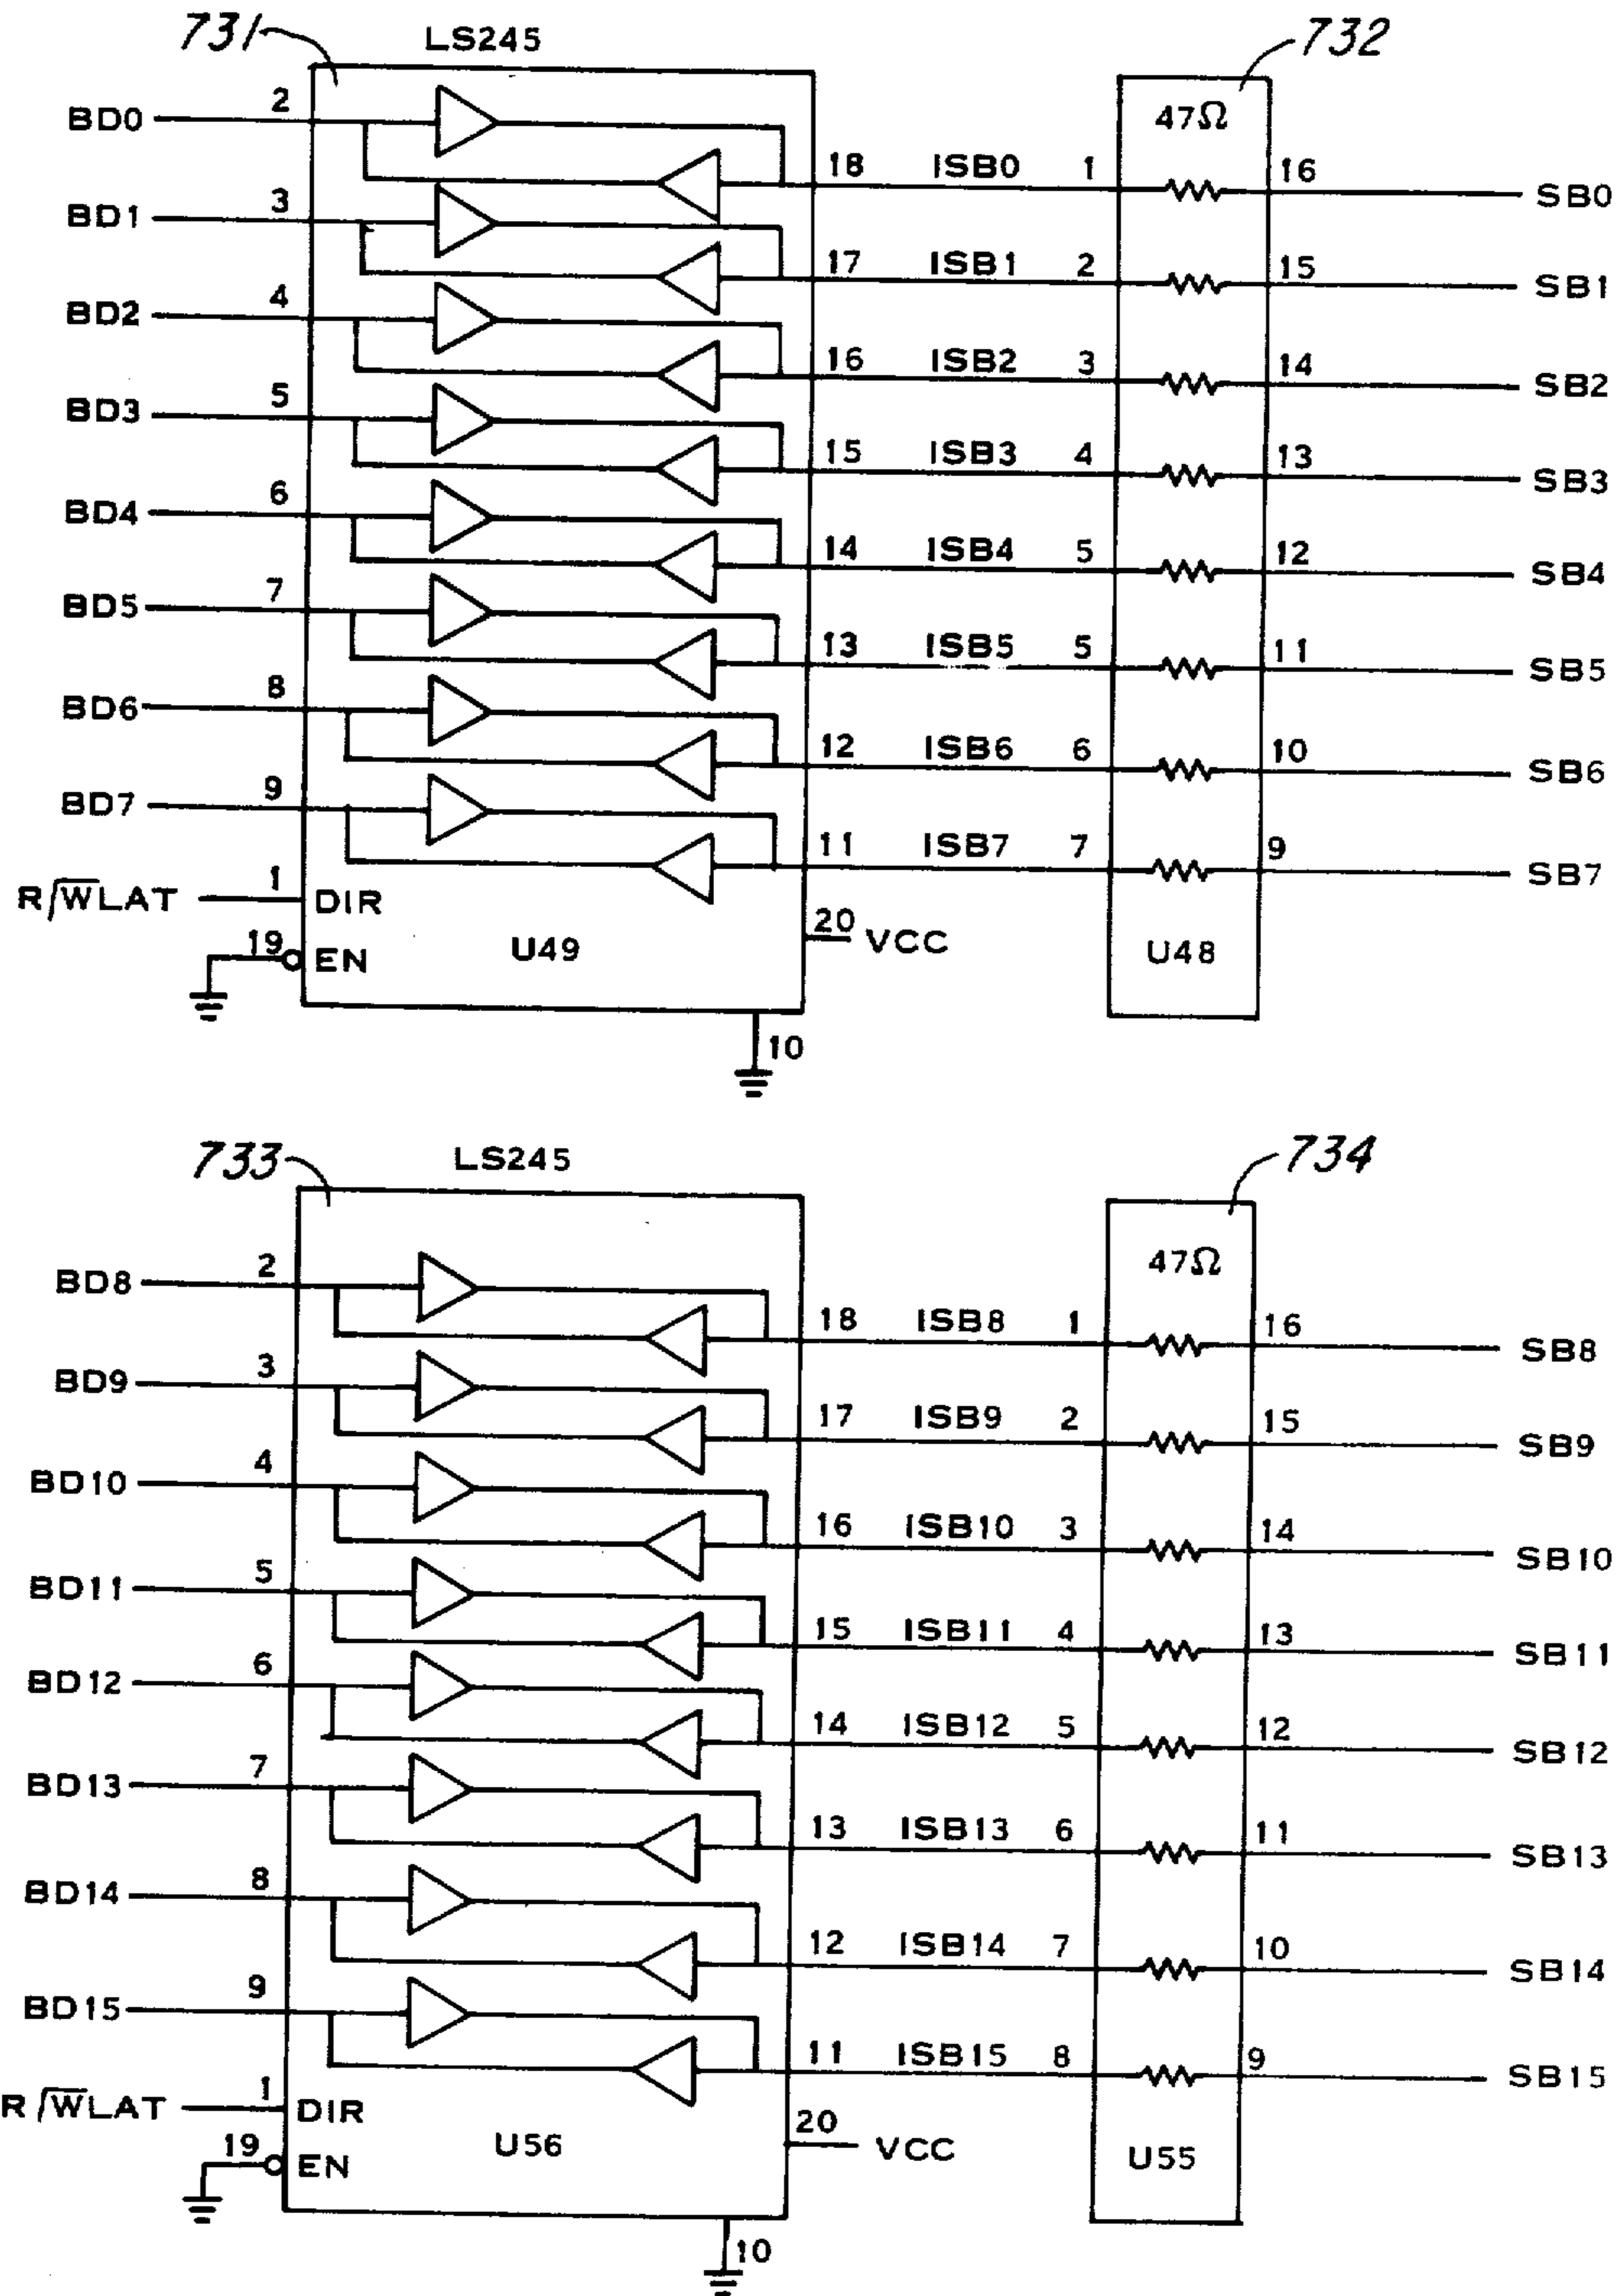 731 LS245 732
47Ω
BD0 2 18 ISB0 1 16 SB0
BD1 3 17 ISB1 2 15 SB1
BD2 4 16 ISB2 3 14 SB2
BD3 5 15 ISB3 4 13 SB3
BD4 6 14 ISB4 5 12 SB4
BD5 7 13 ISB5 5 11 SB5
BD6 8 12 ISB6 6 10 SB6
BD7 9 11 ISB7 7 9 SB7
R/W̅LAT 1 DIR
20 VCC
19 EN U49 U48
10
733 LS245 734
47Ω
BD8 2 18 ISB8 1 16 SB8
BD9 3 17 ISB9 2 15 SB9
BD10 4 16 ISB10 3 14 SB10
BD11 5 15 ISB11 4 13 SB11
BD12 6 14 ISB12 5 12 SB12
BD13 7 13 ISB13 6 11 SB13
BD14 8 12 ISB14 7 10 SB14
BD15 9 11 ISB15 8 9 SB15
R/W̅LAT 1 DIR
20 VCC
19 EN U56 U55
10